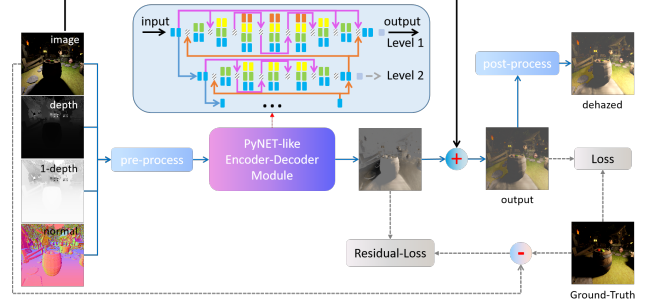 input
output
Level 1
Level 2
image
depth
1-depth
normal
pre-process
PyNET-like
Encoder-Decoder
Module
post-process
dehazed
output
Loss
Residual-Loss
Ground-Truth